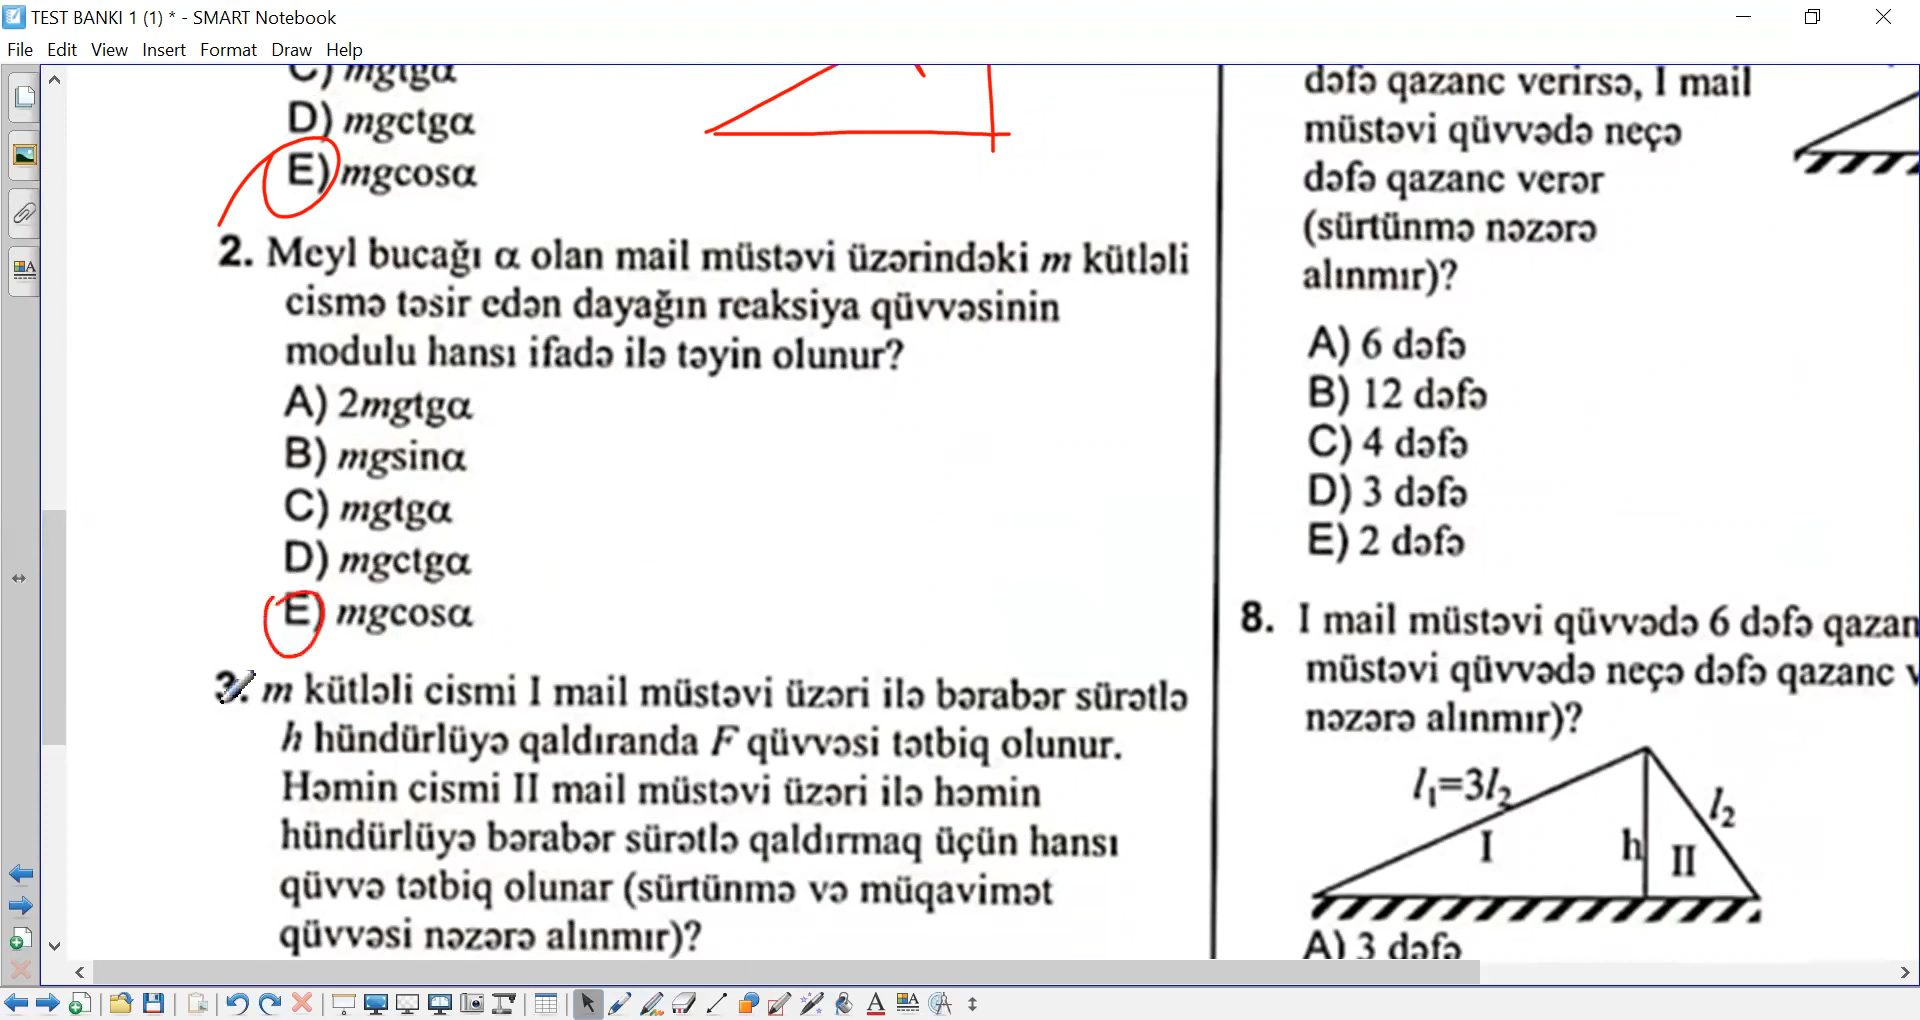 TEST BANKI 1 (1) * - SMART Notebook
File Edit View Insert Format Draw Help
C) mgtgα
D) mgctgα
E) mgcosα
2. Meyl bucağı α olan mail müstəvi üzərindəki m kütləli
cismə təsir edən dayağın reaksiya qüvvəsinin
modulu hansı ifadə ilə təyin olunur?
A) 2mgtgα
B) mgsinα
C) mgtgα
D) mgctgα
E) mgcosα
3. m kütləli cismi I mail müstəvi üzəri ilə bərabər sürətlə
h hündürlüyə qaldıranda F qüvvəsi tətbiq olunur.
Həmin cismi II mail müstəvi üzəri ilə həmin
hündürlüyə bərabər sürətlə qaldırmaq üçün hansı
qüvvə tətbiq olunar (sürtünmə və müqavimət
qüvvəsi nəzərə alınmır)?
dəfə qazanc verirsə, I mail
müstəvi qüvvədə neçə
dəfə qazanc verər
(sürtünmə nəzərə
alınmır)?
A) 6 dəfə
B) 12 dəfə
C) 4 dəfə
D) 3 dəfə
E) 2 dəfə
8. I mail müstəvi qüvvədə 6 dəfə qazan
müstəvi qüvvədə neçə dəfə qazanc v
nəzərə alınmır)?
l₁=3l₂
l₂
I
h
II
A) 3 dəfə